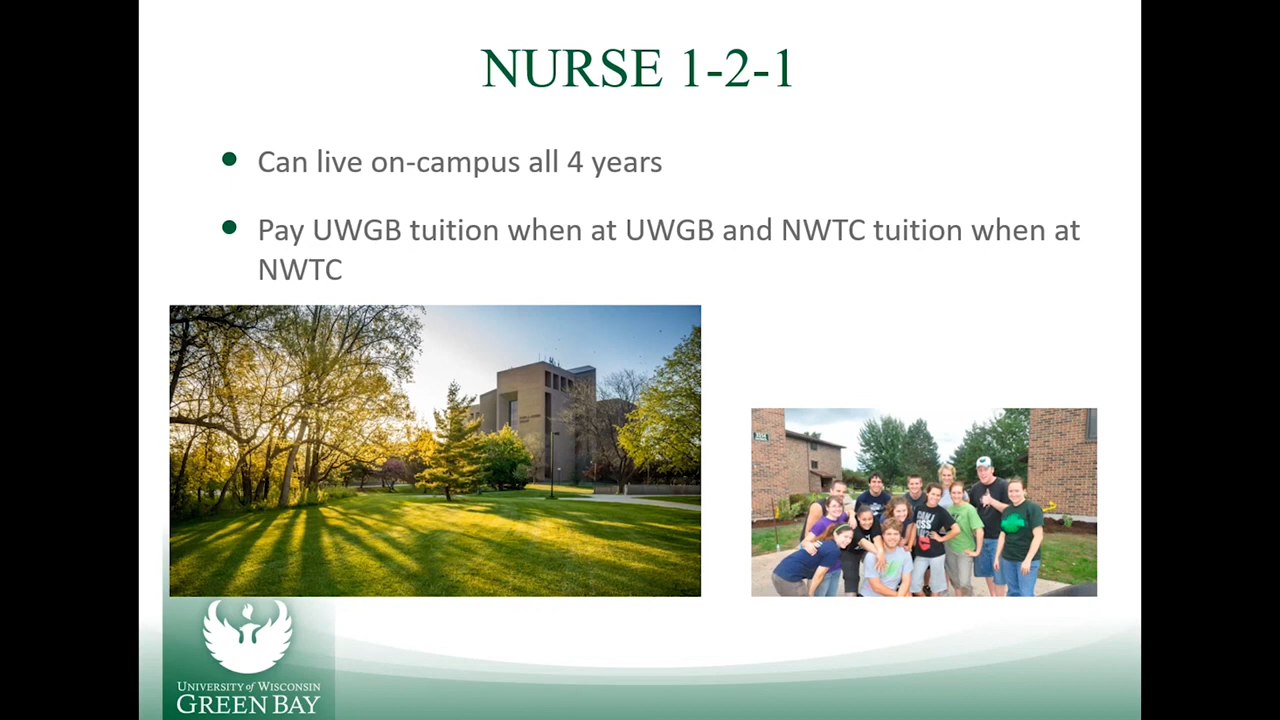 NURSE 1-2-1
Can live on-campus all 4 years
Pay UWGB tuition when at UWGB and NWTC tuition when at
NWTC
UNIVERSITY of WISCONSIN
GREEN BAY